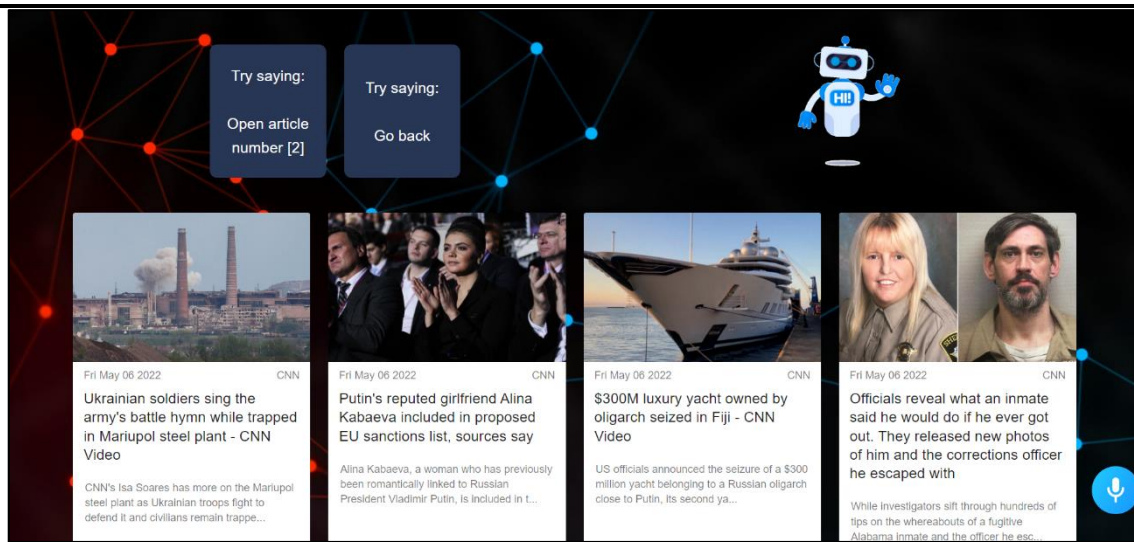 Try saying:
Open article
number [2]
Try saying:
Go back
HI!
Fri May 06 2022 CNN
Ukrainian soldiers sing the
army's battle hymn while trapped
in Mariupol steel plant - CNN
Video
CNN's Isa Soares has more on the Mariupol
steel plant as Ukrainian troops fight to
defend it and civilians remain trappe...
Fri May 06 2022 CNN
Putin's reputed girlfriend Alina
Kabaeva included in proposed
EU sanctions list, sources say
Alina Kabaeva, a woman who has previously
been romantically linked to Russian
President Vladimir Putin, is included in t...
Fri May 06 2022 CNN
$300M luxury yacht owned by
oligarch seized in Fiji - CNN
Video
US officials announced the seizure of a $300
million yacht belonging to a Russian oligarch
close to Putin, its second ya...
Fri May 06 2022 CNN
Officials reveal what an inmate
said he would do if he ever got
out. They released new photos
of him and the corrections officer
he escaped with
While investigators sift through hundreds of
tips on the whereabouts of a fugitive
Alabama inmate and the officer he esc...